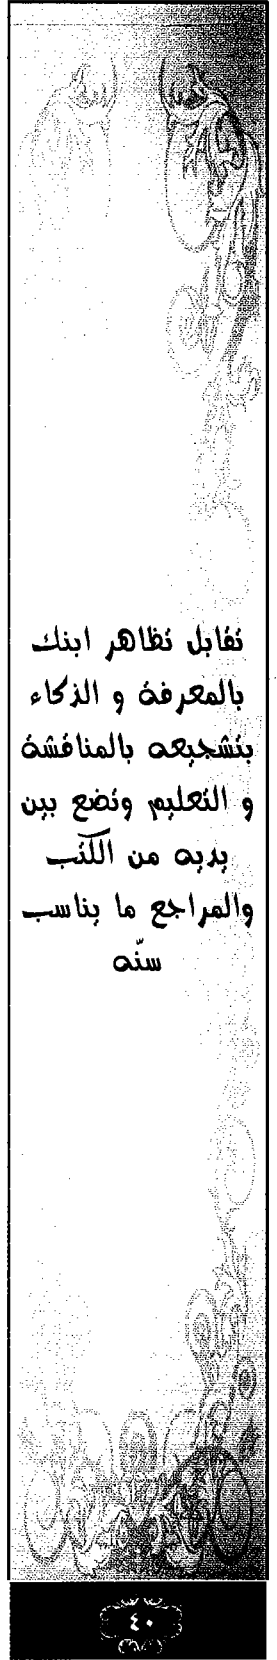 تقابل تظاهر ابنك
بالمعرفة و الذكاء
بتشجيعه بالمناقشة
و التعليم وتضع بين
يديه من الكتب
والمراجع ما يناسب
سنّه
٤٠